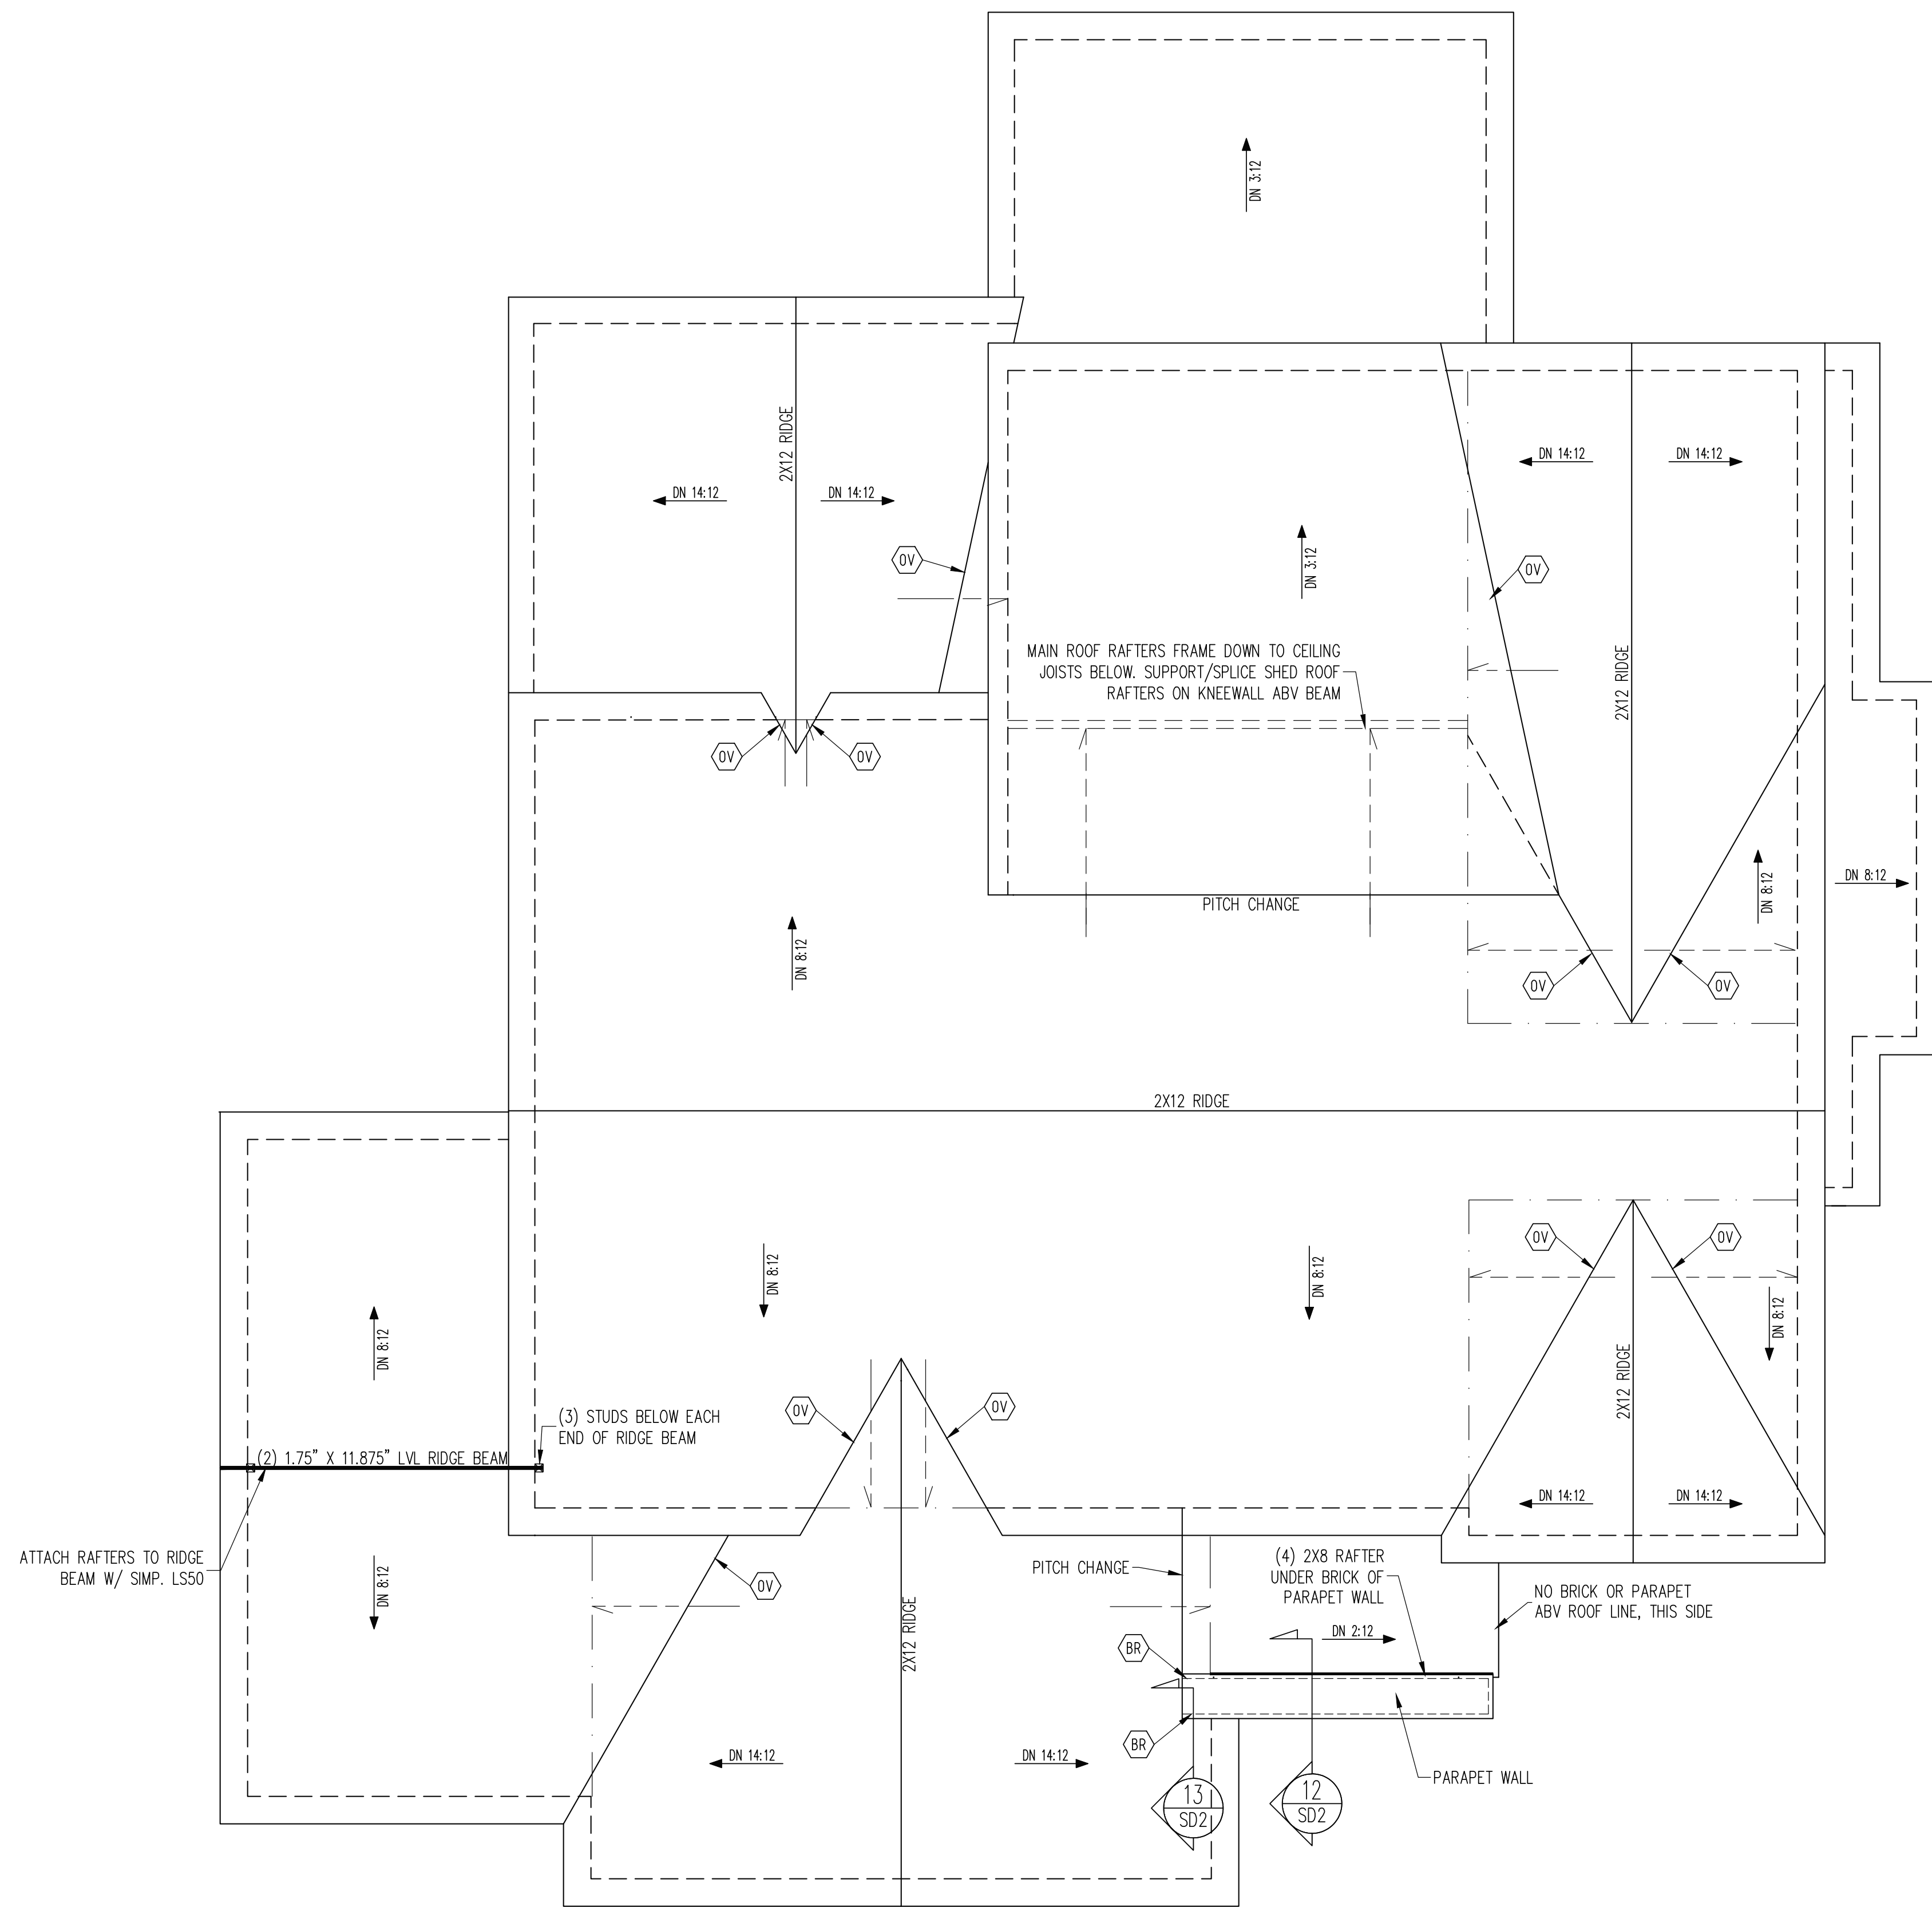 DN 3:12
2X12 RIDGE
DN 14:12
DN 14:12
DN 14:12
DN 14:12
OV
DN 3:12
OV
MAIN ROOF RAFTERS FRAME DOWN TO CEILING
JOISTS BELOW. SUPPORT/SPLICE SHED ROOF
RAFTERS ON KNEEWALL ABV BEAM
2X12 RIDGE
OV
OV
DN 8:12
DN 8:12
PITCH CHANGE
DN 8:12
OV
OV
2X12 RIDGE
OV
OV
DN 8:12
DN 8:12
DN 8:12
DN 8:12
2X12 RIDGE
OV
OV
(3) STUDS BELOW EACH
END OF RIDGE BEAM
(2) 1.75" X 11.875" LVL RIDGE BEAM
DN 14:12
DN 14:12
ATTACH RAFTERS TO RIDGE
BEAM W/ SIMP. LS50
DN 8:12
OV
2X12 RIDGE
PITCH CHANGE
(4) 2X8 RAFTER
UNDER BRICK OF
PARAPET WALL
NO BRICK OR PARAPET
ABV ROOF LINE, THIS SIDE
DN 2:12
BR
BR
DN 14:12
DN 14:12
PARAPET WALL
13
SD2
12
SD2